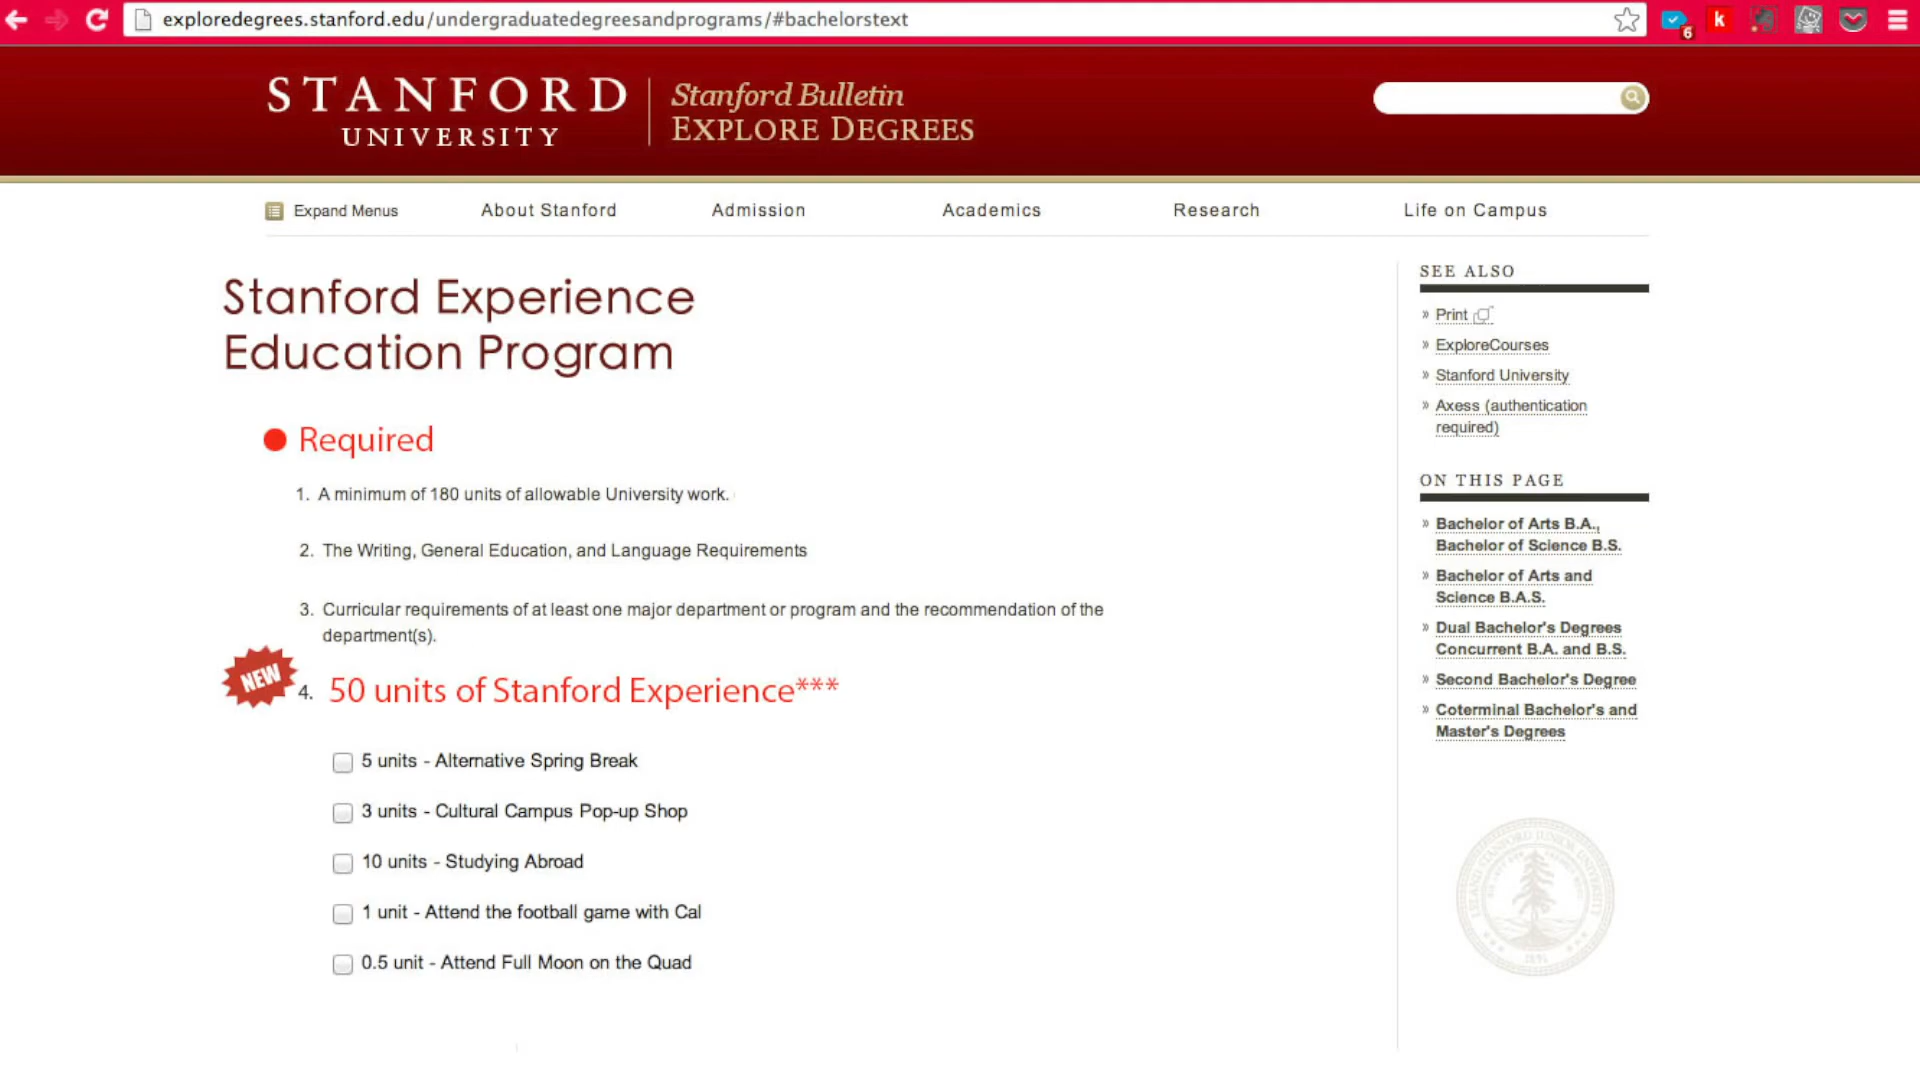 exploredegrees.stanford.edu/undergraduatedegreesandprograms/#bachelorstext
6
k
STANFORD
UNIVERSITY
Stanford Bulletin
EXPLORE DEGREES
Expand Menus
About Stanford
Admission
Academics
Research
Life on Campus
Stanford Experience
Education Program
Required
1. A minimum of 180 units of allowable University work.
2. The Writing, General Education, and Language Requirements
3. Curricular requirements of at least one major department or program and the recommendation of the
department(s).
NEW
4. 50 units of Stanford Experience***
5 units - Alternative Spring Break
3 units - Cultural Campus Pop-up Shop
10 units - Studying Abroad
1 unit - Attend the football game with Cal
0.5 unit - Attend Full Moon on the Quad
SEE ALSO
» Print
» ExploreCourses
» Stanford University
» Axess (authentication
required)
ON THIS PAGE
» Bachelor of Arts B.A.,
Bachelor of Science B.S.
» Bachelor of Arts and
Science B.A.S.
» Dual Bachelor's Degrees
Concurrent B.A. and B.S.
» Second Bachelor's Degree
» Coterminal Bachelor's and
Master's Degrees
LELAND STANFORD JUNIOR UNIVERSITY